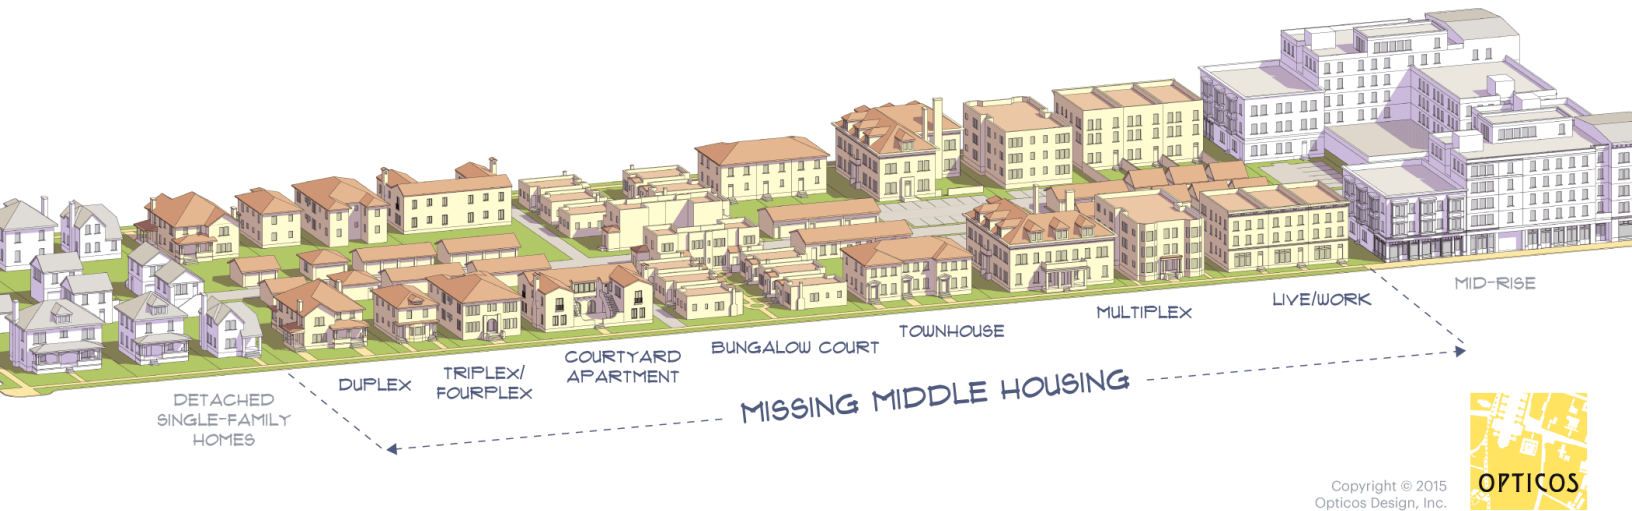 DETACHED
SINGLE-FAMILY
HOMES
DUPLEX
TRIPLEX/
FOURPLEX
COURTYARD
APARTMENT
BUNGALOW COURT
TOWNHOUSE
MULTIPLEX
LIVE/WORK
MID-RISE
MISSING MIDDLE HOUSING
Copyright © 2015
Opticos Design, Inc.
OPTICOS